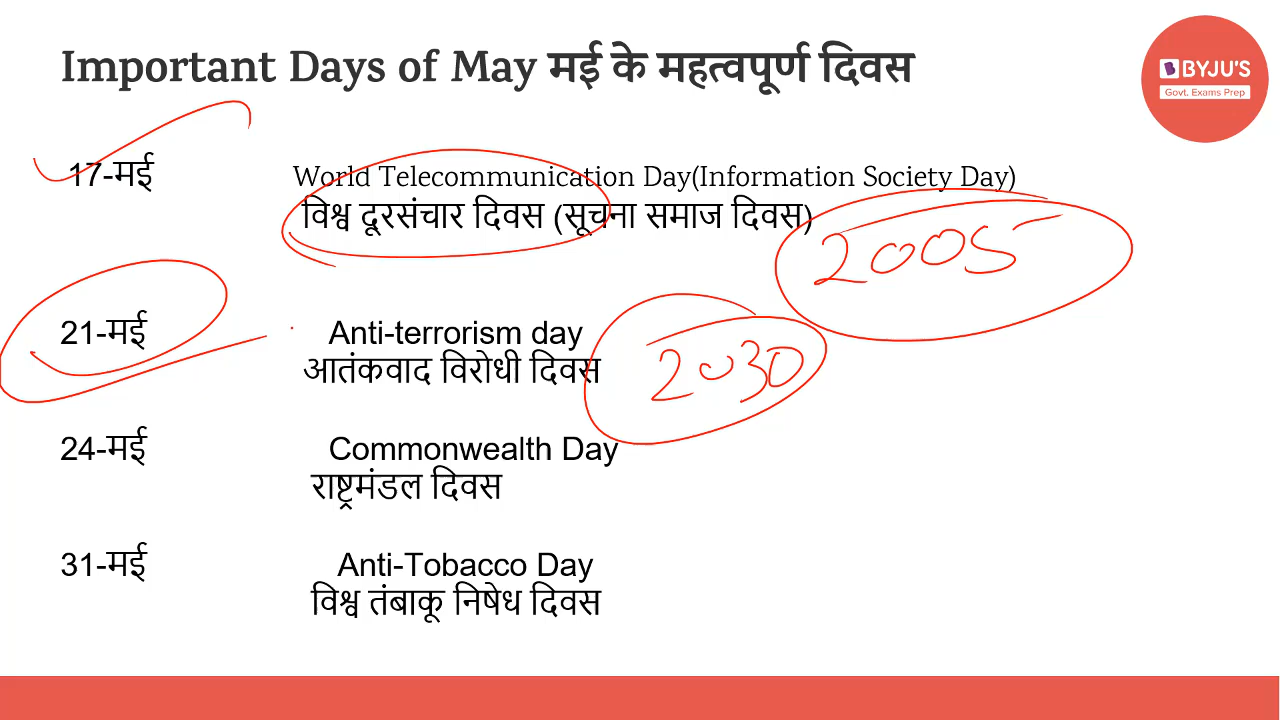 Important Days of May मई के महत्वपूर्ण दिवस
BYJU'S
Govt. Exams Prep
17-मई World Telecommunication Day(Information Society Day)
विश्व दूरसंचार दिवस (सूचना समाज दिवस)
2005
21-मई Anti-terrorism day
आतंकवाद विरोधी दिवस
2030
24-मई Commonwealth Day
राष्ट्रमंडल दिवस
31-मई Anti-Tobacco Day
विश्व तंबाकू निषेध दिवस